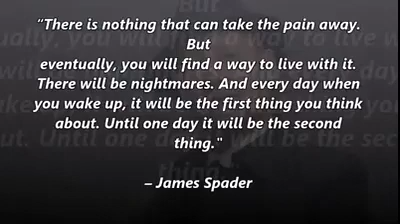 "There is nothing that can take the pain away.
But
eventually, you will find a way to live with it.
There will be nightmares. And every day when
you wake up, it will be the first thing you think
about. Until one day it will be the second
thing."
– James Spader